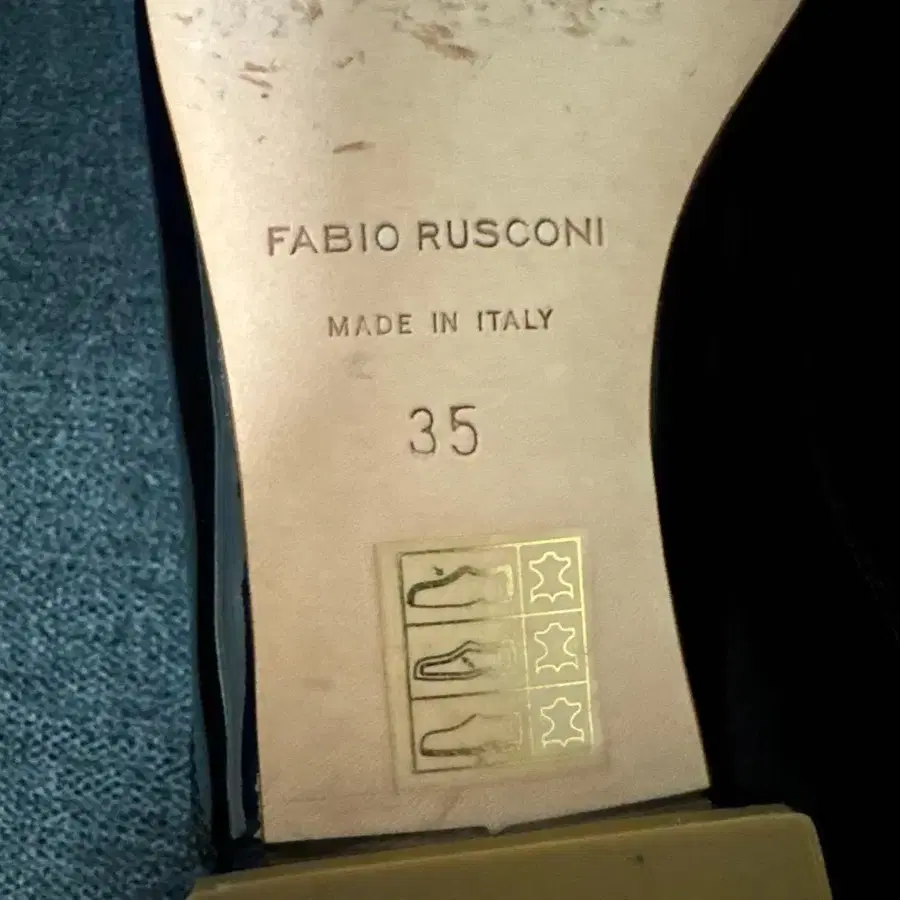 FABIO RUSCONI
MADE IN ITALY
35